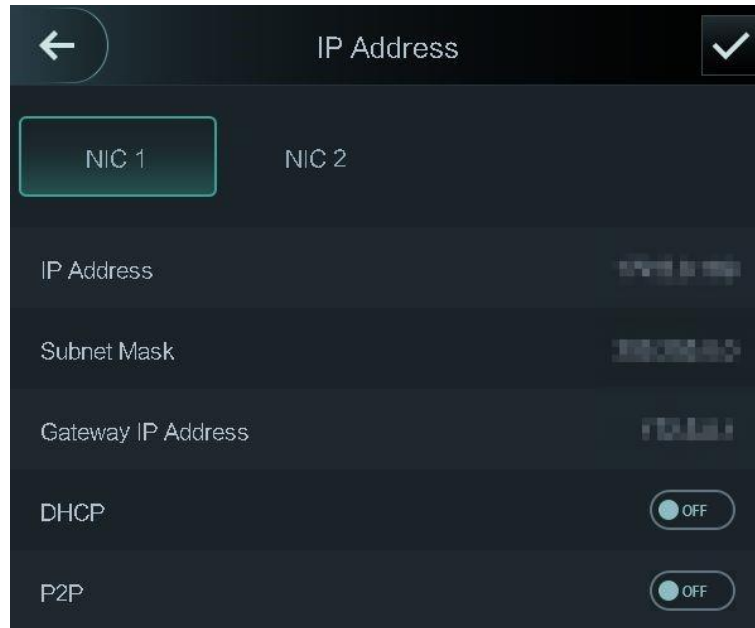 IP Address
NIC 1 NIC 2
IP Address
Subnet Mask
Gateway IP Address
DHCP OFF
P2P OFF